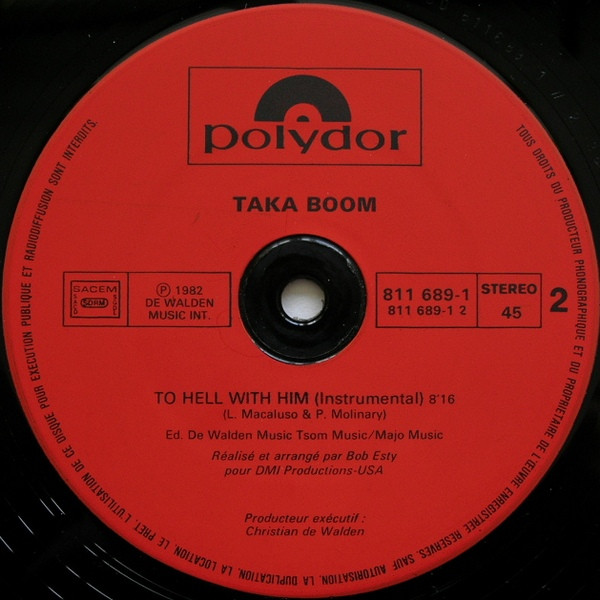 polydor
TAKA BOOM
SACEM
SDRM
℗ 1982
DE WALDEN
MUSIC INT.
811 689-1
811 689-1 2
STEREO
45
2
TO HELL WITH HIM (Instrumental) 8'16
(L. Macaluso & P. Molinary)
Ed. De Walden Music Tsom Music/Majo Music
Réalisé et arrangé par Bob Esty
pour DMI Productions-USA
Producteur exécutif :
Christian de Walden
TOUS DROITS DU PRODUCTEUR PHONOGRAPHIQUE ET DU PROPRIETAIRE DE L'ŒUVRE ENREGISTREE RESERVES. SAUF AUTORISATION, LA DUPLICATION, LA LOCATION, LE PRET, L'UTILISATION DE CE DISQUE POUR EXECUTION PUBLIQUE ET RADIODIFFUSION SONT INTERDITS.